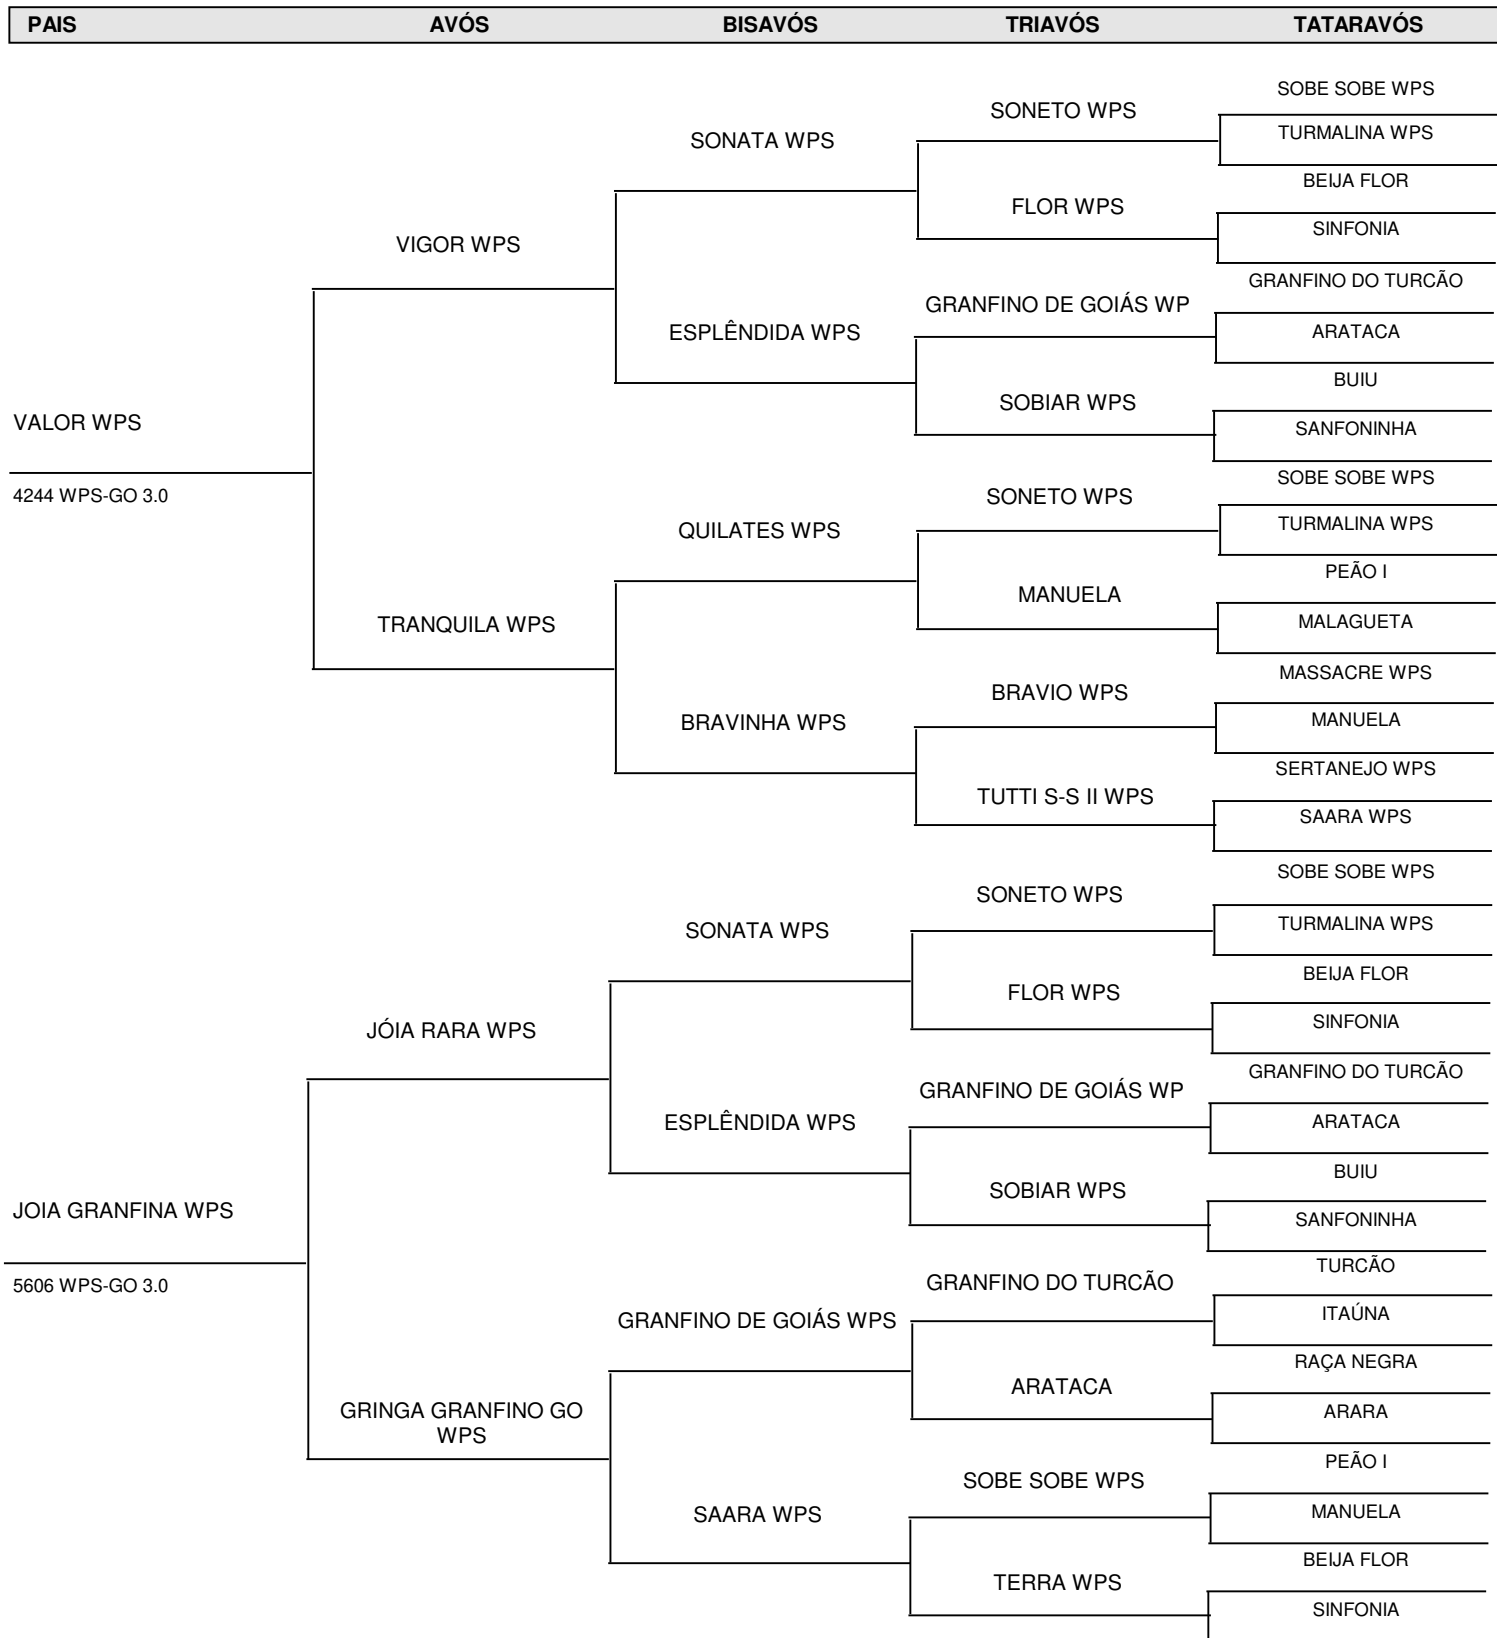 PAIS AVÓS BISAVÓS TRIAVÓS TATARAVÓS
SOBE SOBE WPS
SONETO WPS
TURMALINA WPS
SONATA WPS
BEIJA FLOR
FLOR WPS
SINFONIA
VIGOR WPS
GRANFINO DO TURCÃO
GRANFINO DE GOIÁS WP
ARATACA
ESPLÊNDIDA WPS
BUIU
SOBIAR WPS
VALOR WPS
SANFONINHA
SOBE SOBE WPS
4244 WPS-GO 3.0
SONETO WPS
TURMALINA WPS
QUILATES WPS
PEÃO I
MANUELA
MALAGUETA
TRANQUILA WPS
MASSACRE WPS
BRAVIO WPS
MANUELA
BRAVINHA WPS
SERTANEJO WPS
TUTTI S-S II WPS
SAARA WPS
SOBE SOBE WPS
SONETO WPS
TURMALINA WPS
SONATA WPS
BEIJA FLOR
FLOR WPS
SINFONIA
JÓIA RARA WPS
GRANFINO DO TURCÃO
GRANFINO DE GOIÁS WP
ARATACA
ESPLÊNDIDA WPS
BUIU
SOBIAR WPS
JOIA GRANFINA WPS
SANFONINHA
TURCÃO
5606 WPS-GO 3.0
GRANFINO DO TURCÃO
ITAÚNA
GRANFINO DE GOIÁS WPS
RAÇA NEGRA
ARATACA
ARARA
GRINGA GRANFINO GO
WPS
PEÃO I
SOBE SOBE WPS
MANUELA
SAARA WPS
BEIJA FLOR
TERRA WPS
SINFONIA